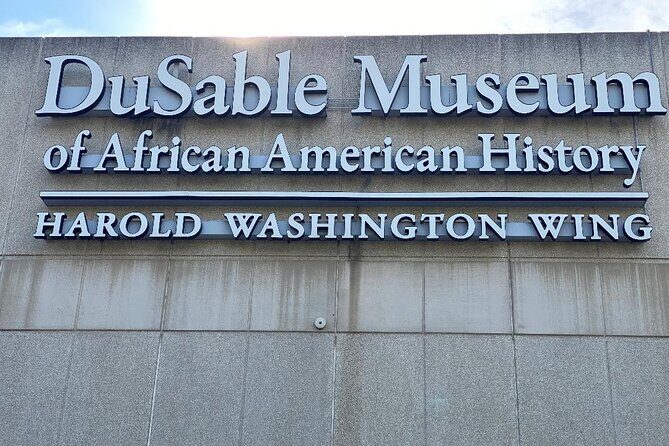 DuSable Museum
of African American History
HAROLD WASHINGTON WING